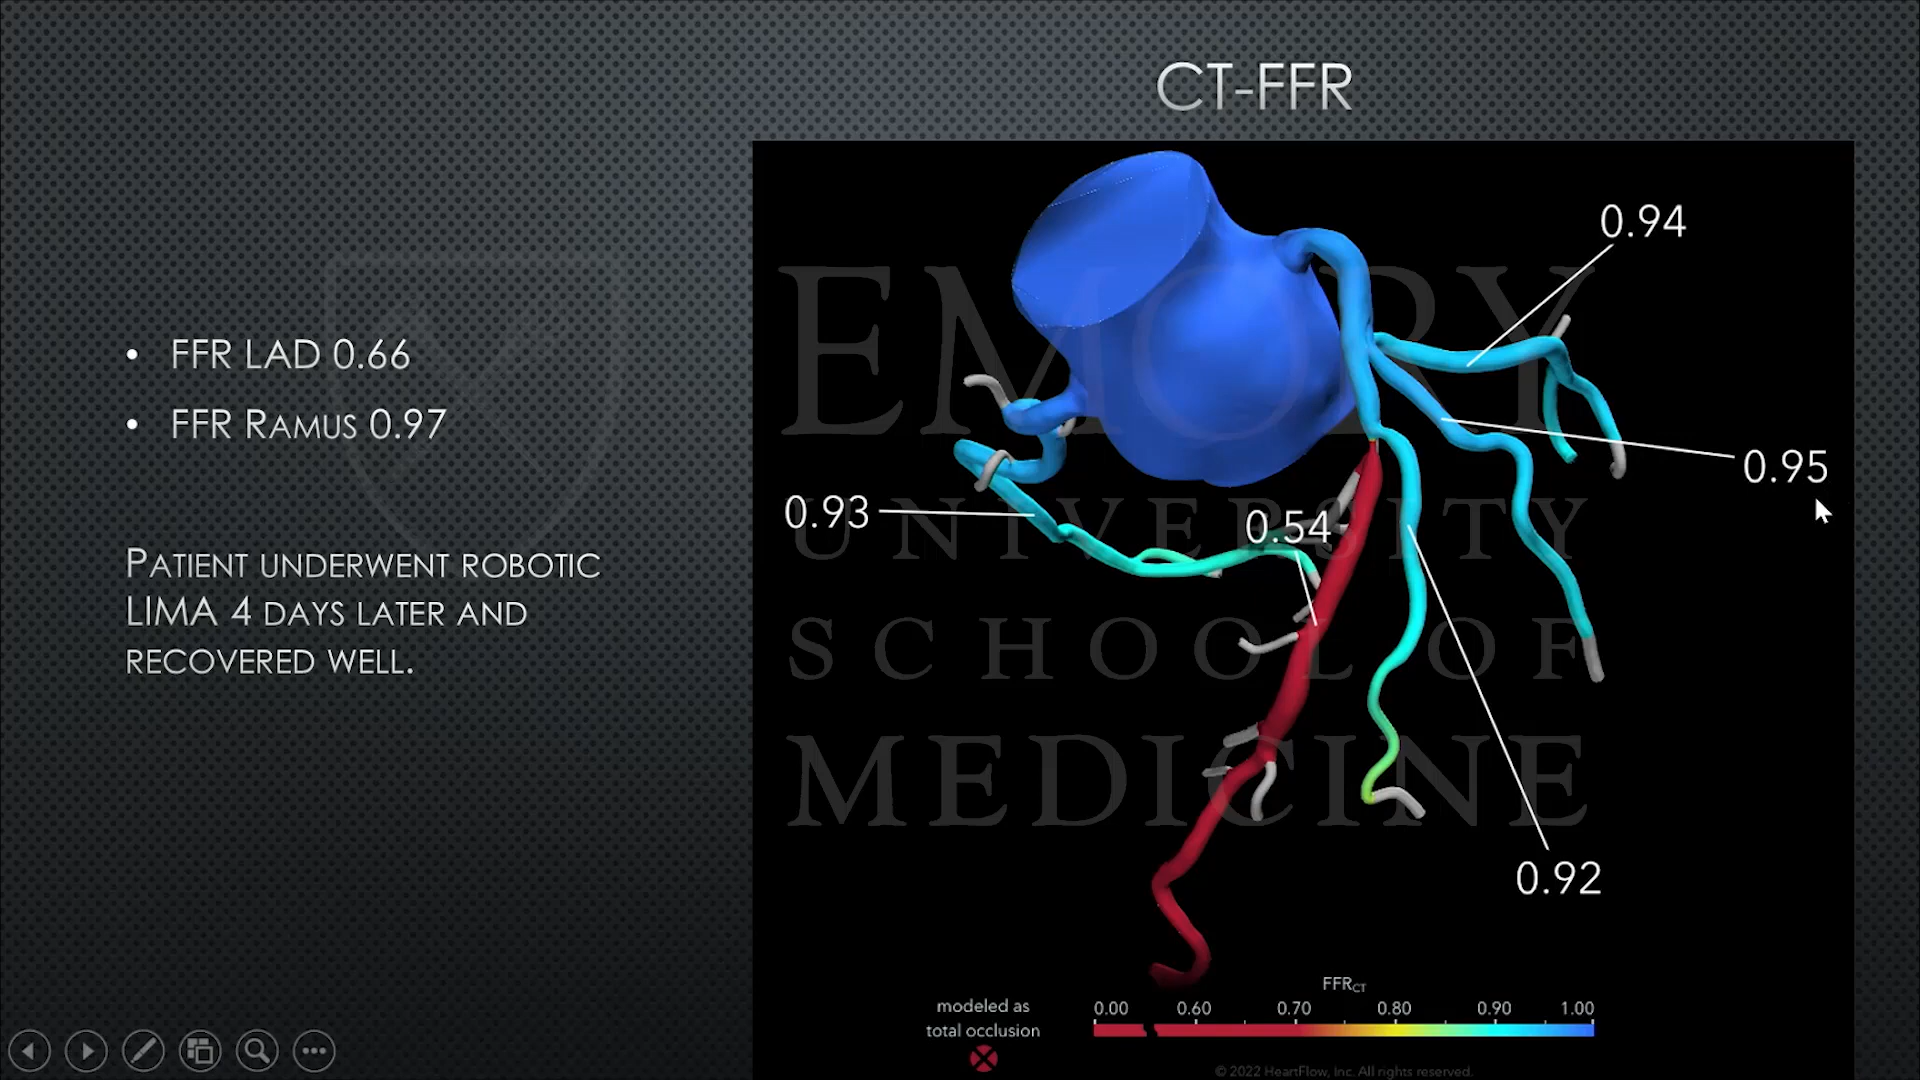 CT-FFR
• FFR LAD 0.66
• FFR RAMUS 0.97
PATIENT UNDERWENT ROBOTIC
LIMA 4 DAYS LATER AND
RECOVERED WELL.
0.94
0.95
0.93
0.54
0.92
EMORY
UNIVERSITY
SCHOOL OF
MEDICINE
FFRCT
modeled as
total occlusion
0.00 0.60 0.70 0.80 0.90 1.00
© 2022 HeartFlow, Inc. All rights reserved.